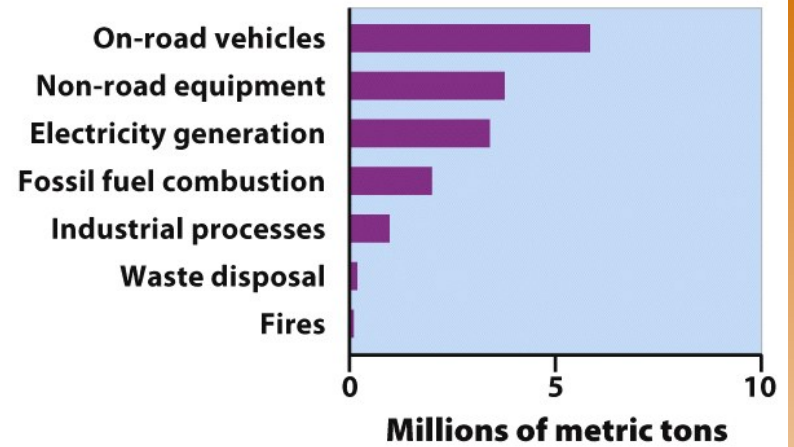 On-road vehicles
Non-road equipment
Electricity generation
Fossil fuel combustion
Industrial processes
Waste disposal
Fires
0 5 10
Millions of metric tons